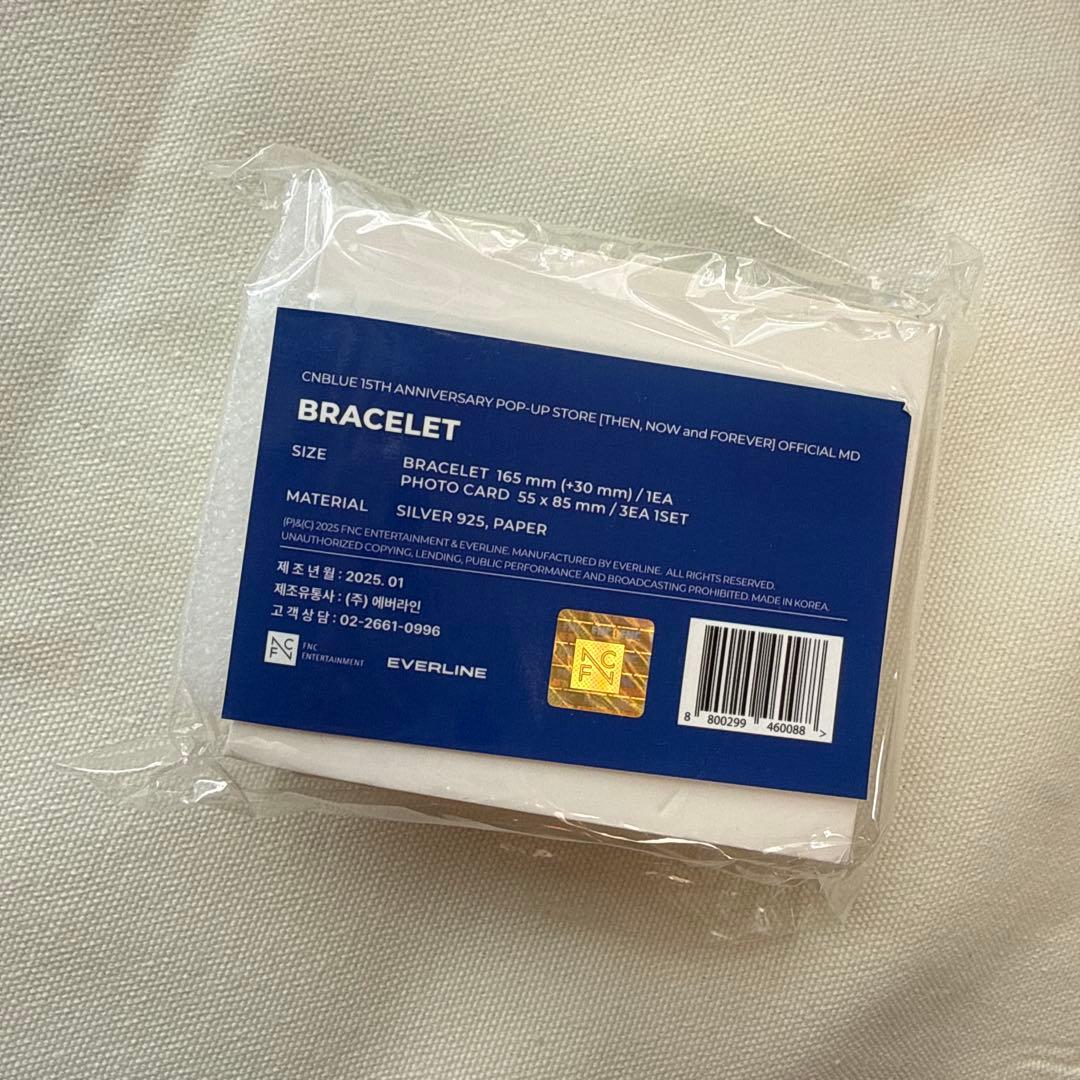 CNBLUE 15TH ANNIVERSARY POP-UP STORE [THEN, NOW and FOREVER] OFFICIAL MD
BRACELET
SIZE BRACELET 165 mm (+30 mm) / 1EA
PHOTO CARD 55 x 85 mm / 3EA 1SET
MATERIAL SILVER 925, PAPER
(P)&(C) 2025 FNC ENTERTAINMENT & EVERLINE. MANUFACTURED BY EVERLINE. ALL RIGHTS RESERVED.
UNAUTHORIZED COPYING, LENDING, PUBLIC PERFORMANCE AND BROADCASTING PROHIBITED. MADE IN KOREA.
제조년월 : 2025. 01
제조유통사 : (주) 에버라인
고객상담 : 02-2661-0996
FNC
FNC
ENTERTAINMENT
EVERLINE
FNC
8 800299 460088 >